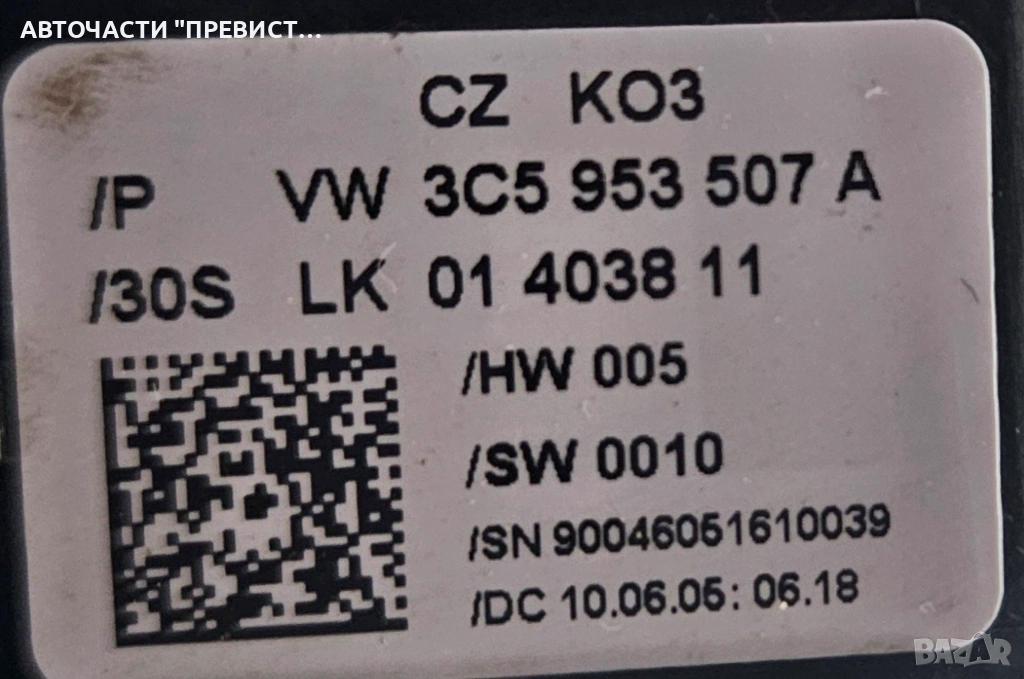 АВТОЧАСТИ "ПРЕВИСТ...
CZ KO3
/P VW 3C5 953 507 A
/30S LK 01 4038 11
/HW 005
/SW 0010
/SN 90046051610039
/DC 10.06.05: 06.18
BAZAR